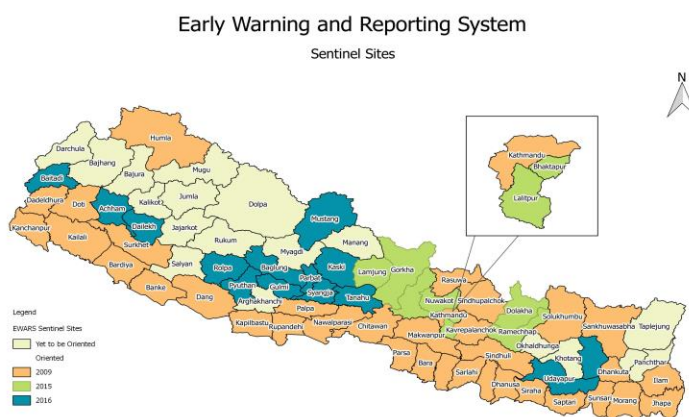 Early Warning and Reporting System
Sentinel Sites
N
Humla
Darchula
Bajhang
Mugu
Baitadi
Bajura
Dadeldhura
Doti
Achham
Kalikot
Jumla
Dolpa
Mustang
Kanchanpur
Kailali
Dailekh
Jajarkot
Surkhet
Rukum
Myagdi
Manang
Bardiya
Salyan
Rolpa
Baglung
Parbat
Kaski
Lamjung
Gorkha
Banke
Dang
Pyuthan
Gulmi
Syangja
Tanahu
Arghakhanchi
Palpa
Kapilbastu
Rupandehi
Nawalparasi
Chitawan
Rasuwa
Nuwakot
Sindhupalchok
Kathmandu
Kavrepalanchok
Makwanpur
Dolakha
Ramechhap
Solukhumbu
Sankhuwasabha
Taplejung
Okhaldhunga
Khotang
Panchthar
Parsa
Bara
Sarlahi
Sindhuli
Udayapur
Dhankuta
Ilam
Dhanusa
Siraha
Saptari
Sunsari
Morang
Jhapa
Kathmandu
Bhaktapur
Lalitpur
Legend
EWARS Sentinel Sites
Yet to be Oriented
Oriented
2009
2015
2016